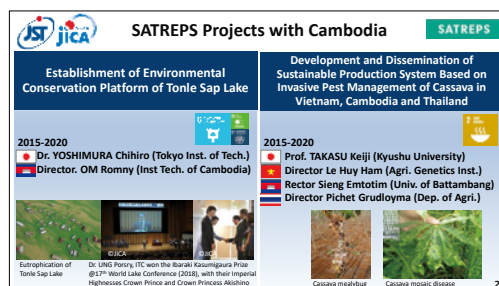 JST
jICA
SATREPS Projects with Cambodia
SATREPS
Establishment of Environmental
Conservation Platform of Tonle Sap Lake
2015-2020
Dr. YOSHIMURA Chihiro (Tokyo Inst. of Tech.)
Director. OM Romny (Inst Tech. of Cambodia)
©JICA
©JICA
Eutrophication of
Tonle Sap Lake
Dr. UNG Porsry, ITC won the Ibaraki Kasumigaura Prize
@17th World Lake Conference (2018), with their Imperial
Highnesses Crown Prince and Crown Princess Akishino
Development and Dissemination of
Sustainable Production System Based on
Invasive Pest Management of Cassava in
Vietnam, Cambodia and Thailand
2
2015-2020
Prof. TAKASU Keiji (Kyushu University)
Director Le Huy Ham (Agri. Genetics Inst.)
Rector Sieng Emtotim (Univ. of Battambang)
Director Pichet Grudloyma (Dep. of Agri.)
Cassava mealybug
Cassava mosaic disease
2